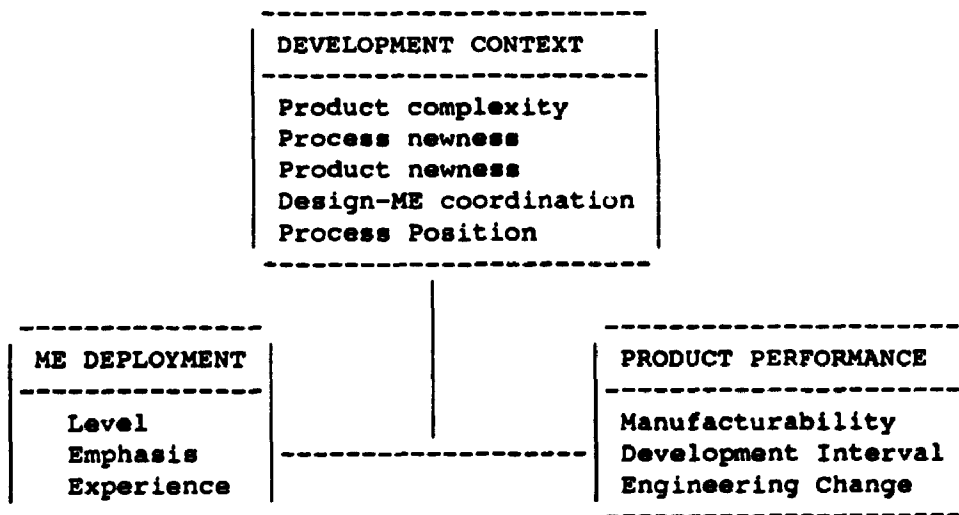 DEVELOPMENT CONTEXT
Product complexity
Process newness
Product newness
Design-ME coordination
Process Position
ME DEPLOYMENT
Level
Emphasis
Experience
PRODUCT PERFORMANCE
Manufacturability
Development Interval
Engineering Change